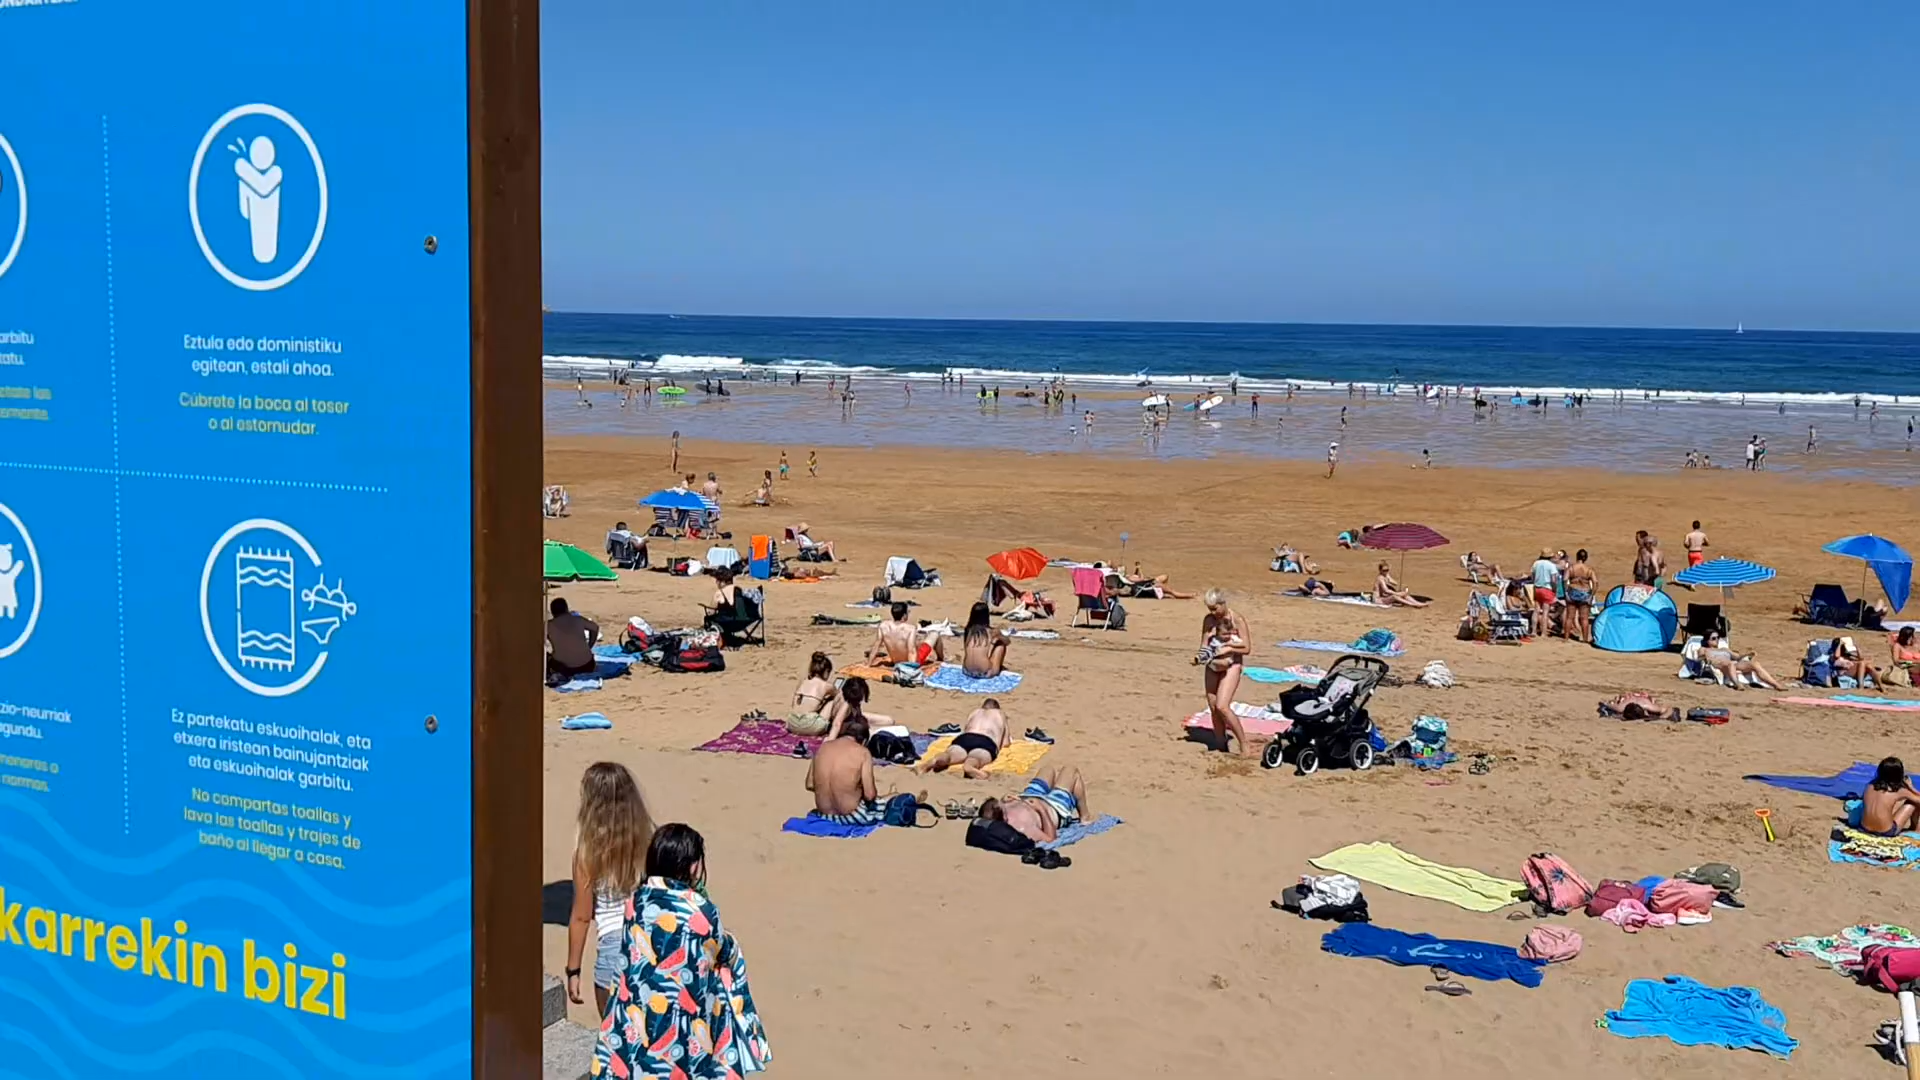 Eztula edo doministiku
egitean, estali ahoa.
Cúbrete la boca al toser
o al estornudar.
Ez partekatu eskuoihalak, eta
etxera iristean bainujantziak
eta eskuoihalak garbitu.
No compartas toallas y
lava las toallas y trajes de
baño al llegar a casa.
karrekin bizi